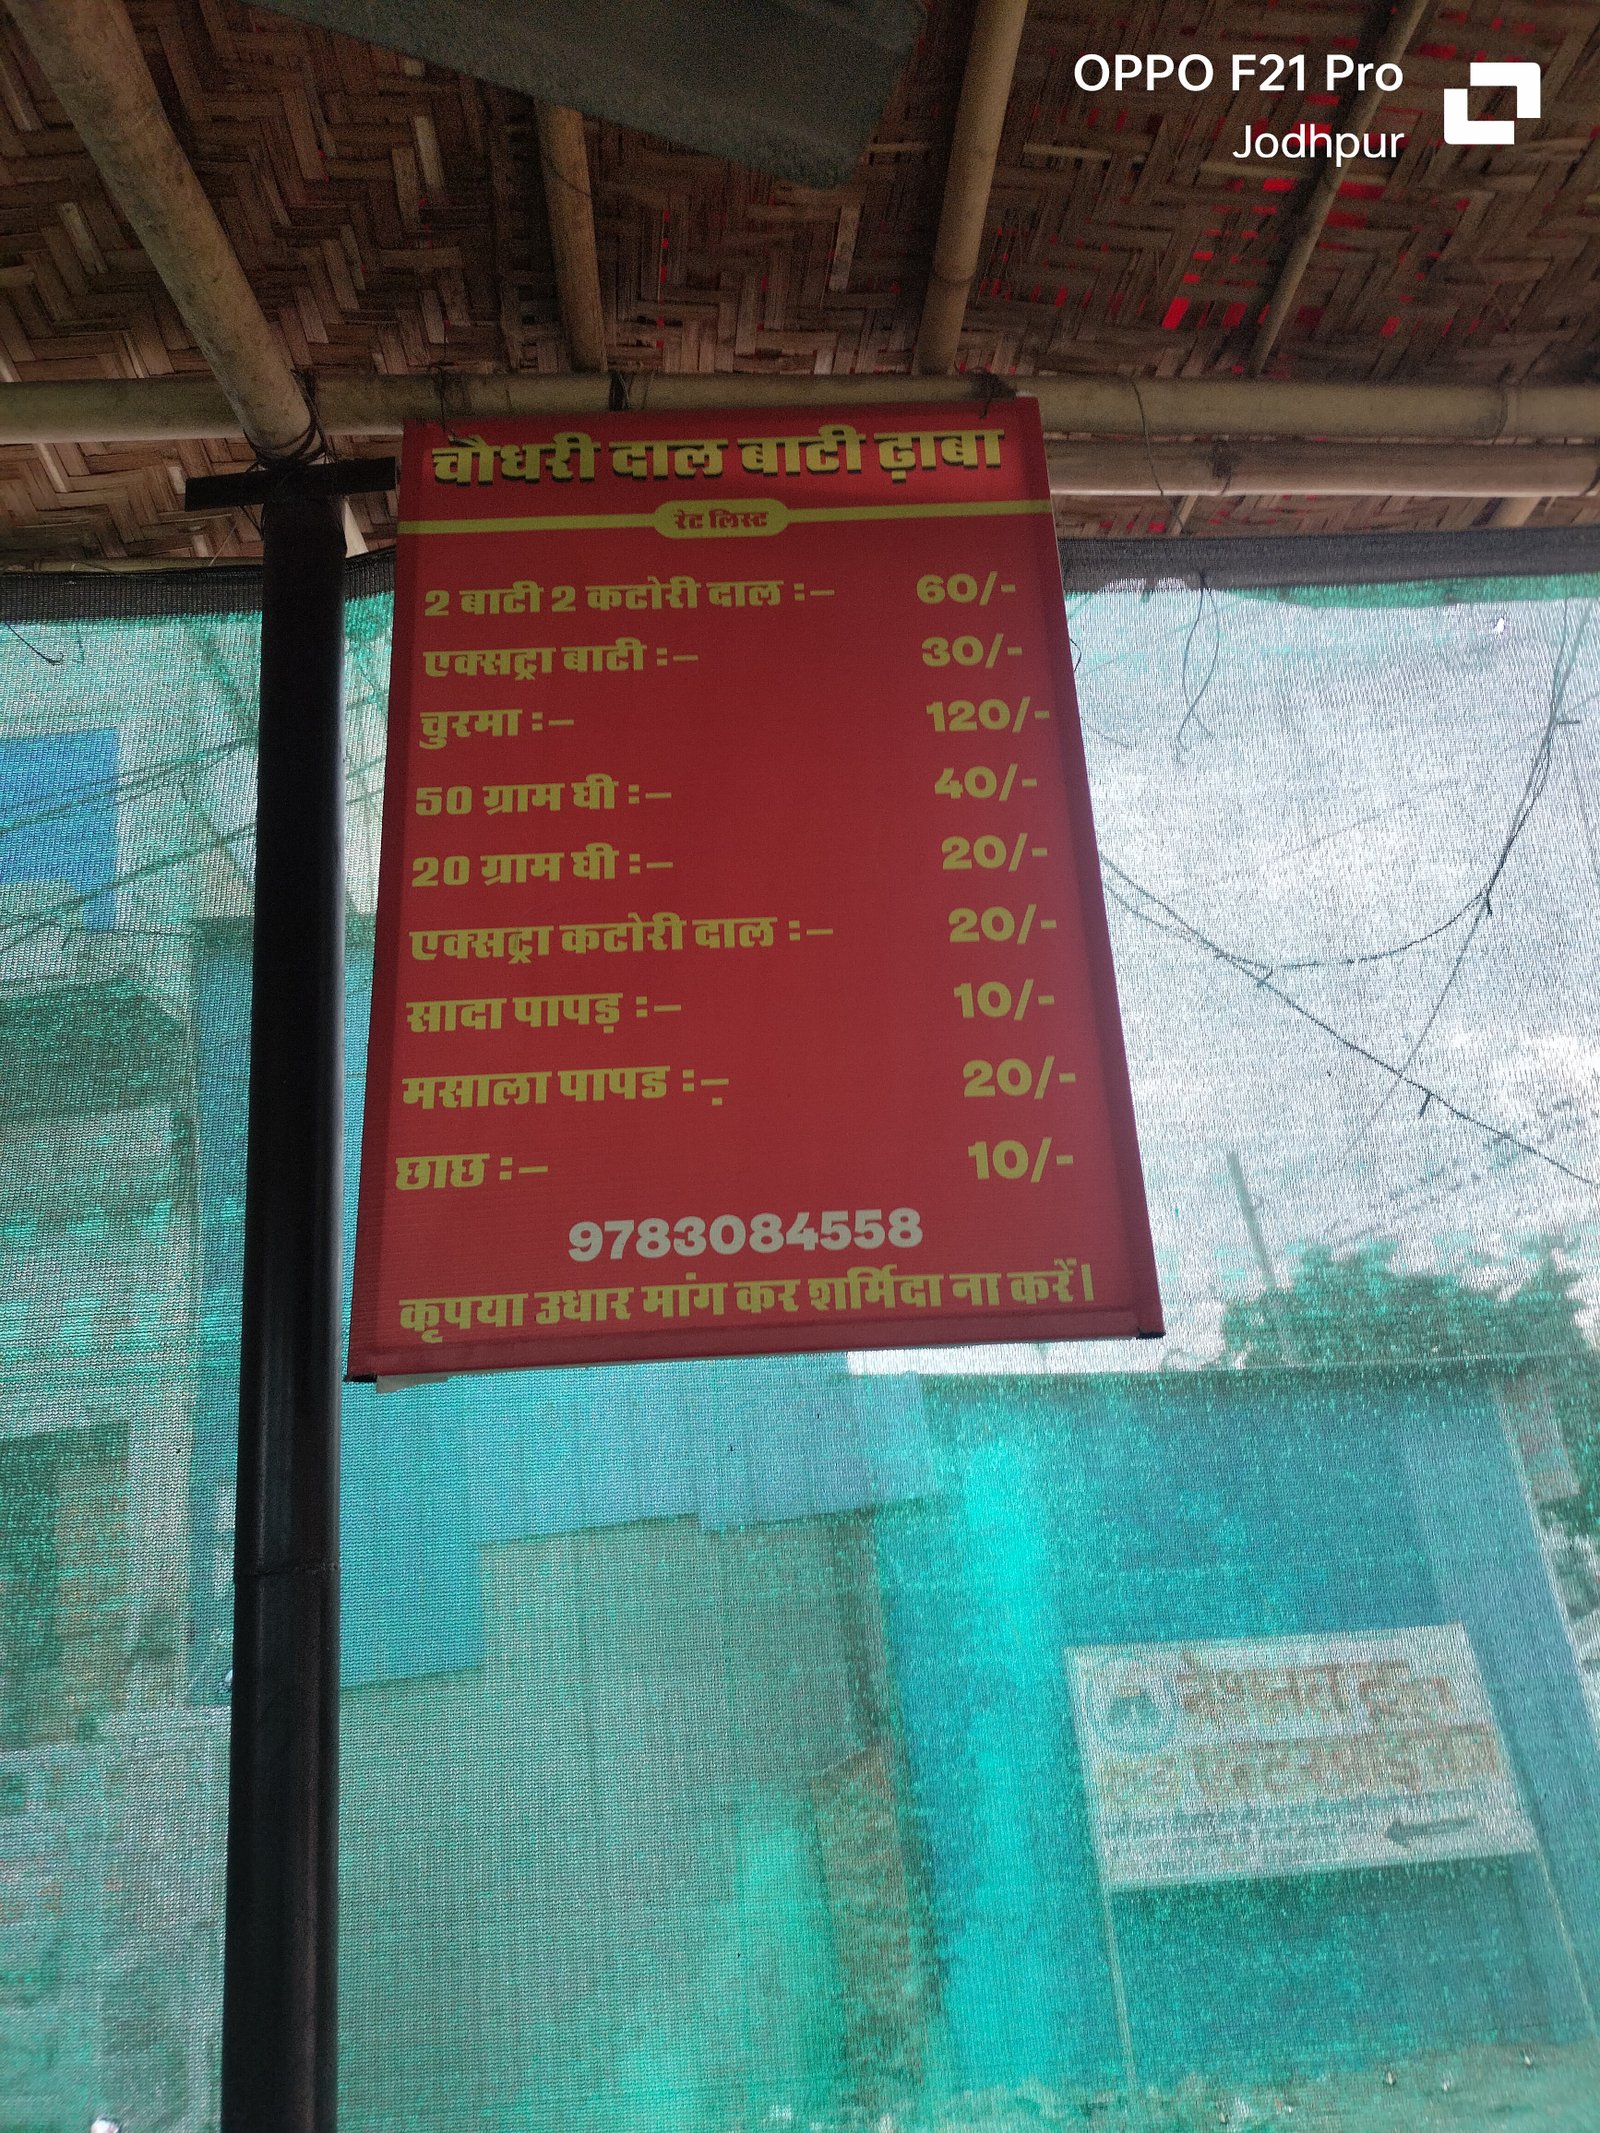 OPPO F21 Pro
Jodhpur
चौधरी दाल बाटी ढ़ाबा
रेट लिस्ट
2 बाटी 2 कटोरी दाल :– 60/-
एक्सट्रा बाटी :– 30/-
चुरमा :– 120/-
50 ग्राम घी :– 40/-
20 ग्राम घी :– 20/-
एक्सट्रा कटोरी दाल :– 20/-
सादा पापड़ :– 10/-
मसाला पापड :– 20/-
छाछ :– 10/-
9783084558
कृपया उधार मांग कर शर्मिदा ना करें।